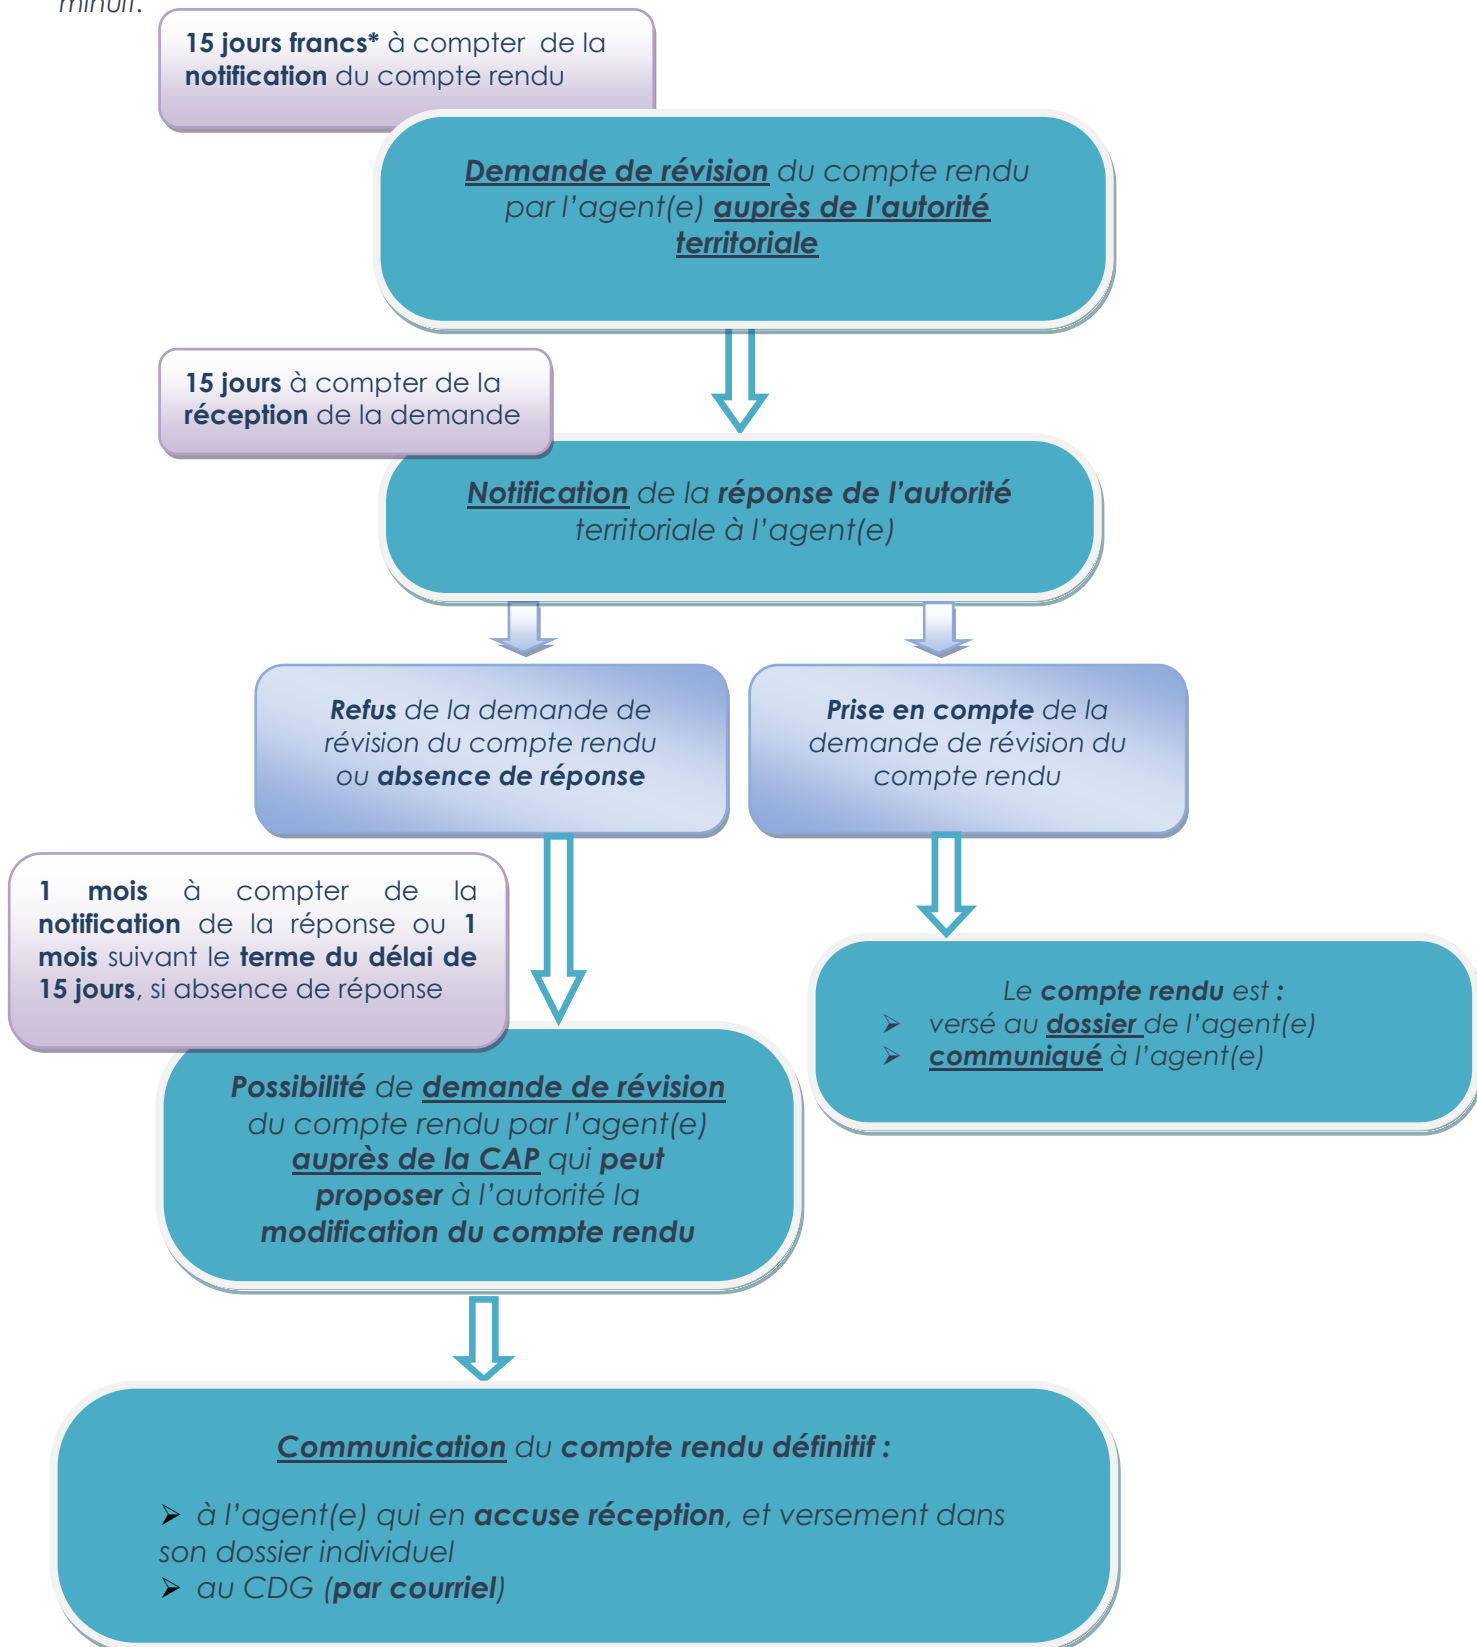 minuit.
15 jours francs* à compter de la
notification du compte rendu
Demande de révision du compte rendu
par l’agent(e) auprès de l’autorité
territoriale
15 jours à compter de la
réception de la demande
Notification de la réponse de l’autorité
territoriale à l’agent(e)
Refus de la demande de
révision du compte rendu
ou absence de réponse
Prise en compte de la
demande de révision du
compte rendu
1 mois à compter de la
notification de la réponse ou 1
mois suivant le terme du délai de
15 jours, si absence de réponse
Le compte rendu est :
➢ versé au dossier de l’agent(e)
➢ communiqué à l’agent(e)
Possibilité de demande de révision
du compte rendu par l’agent(e)
auprès de la CAP qui peut
proposer à l’autorité la
modification du compte rendu
Communication du compte rendu définitif :
➢ à l’agent(e) qui en accuse réception, et versement dans
son dossier individuel
➢ au CDG (par courriel)